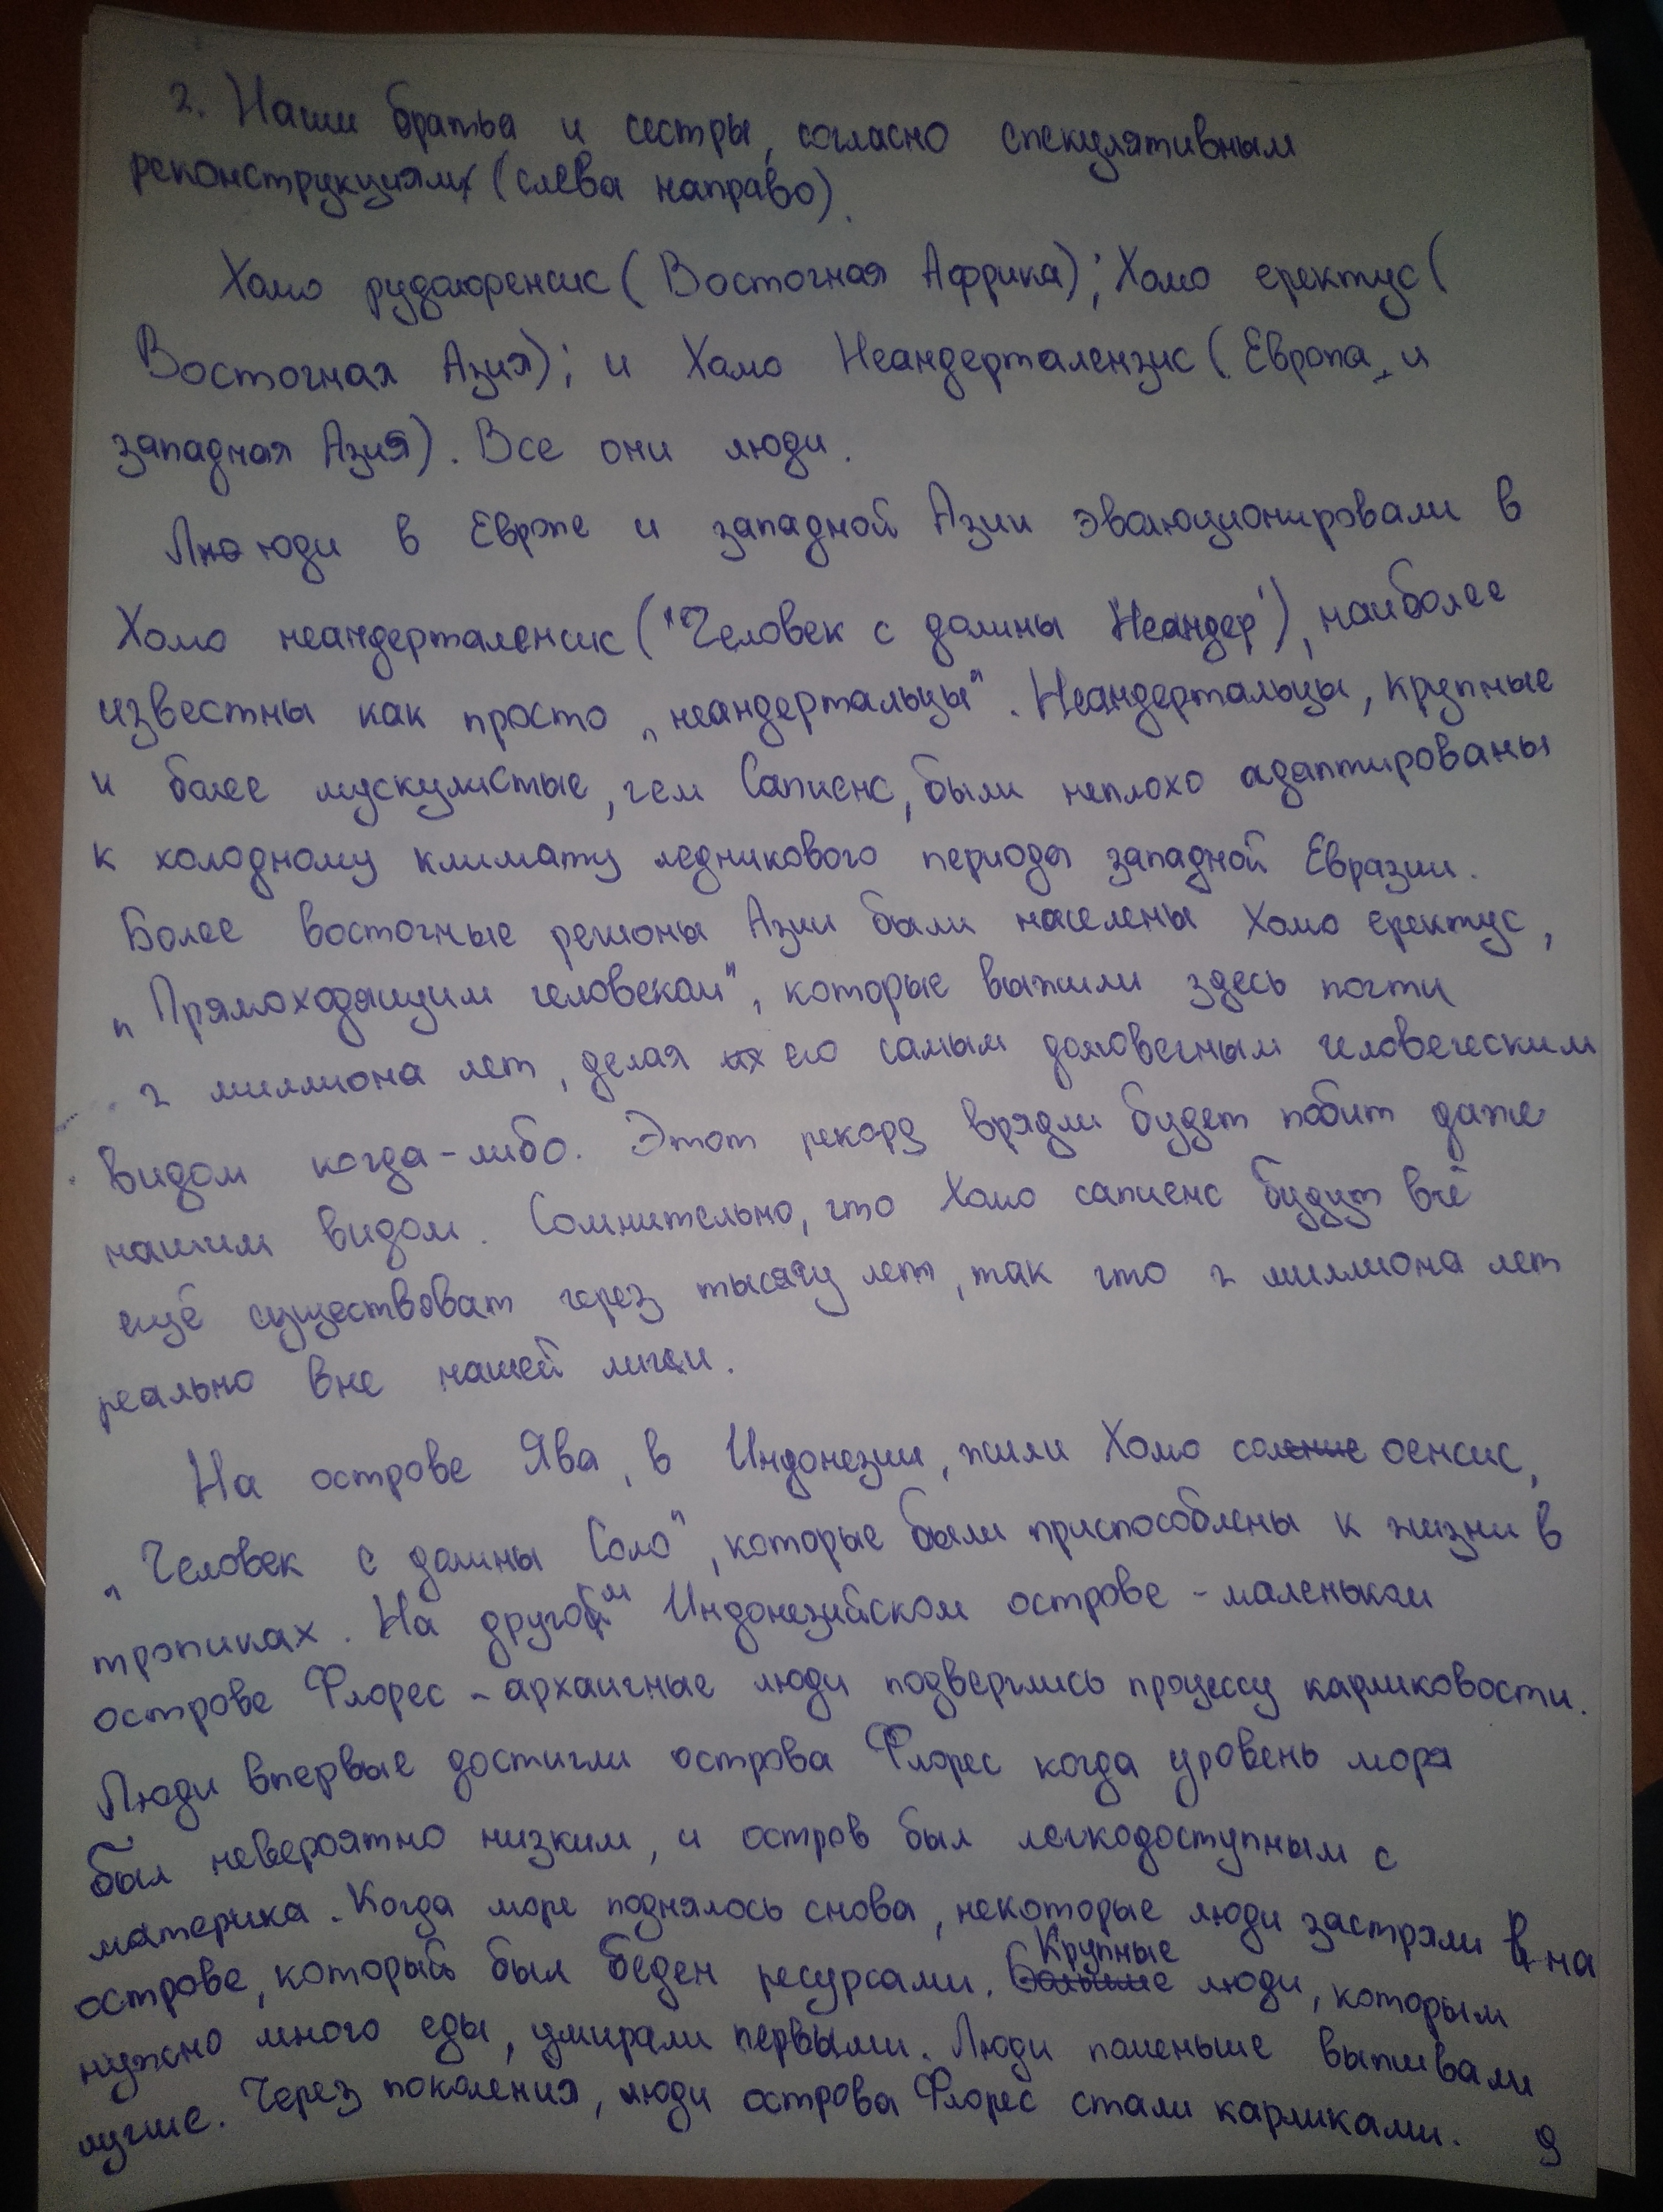 2. Наши братья и сестры, согласно спекулятивным
реконструкциям (слева направо).
Хомо рудолфенсис (Восточная Африка); Хомо еректус (
Восточная Азия); и Хомо Неандерталензис (Европа и
западная Азия). Все они люди.
Люди в Европе и западной Азии эволюционировали в
Хомо неандерталенсис ("Человек с долины Неандер"), наиболее
известны как просто „неандертальцы". Неандертальцы, крупные
и более мускулистые, чем Сапиенс, были неплохо адаптированы
к холодному климату ледникового периода западной Евразии.
Более восточные регионы Азии были населены Хомо еректус,
„Прямоходящим человеком", которые выжили здесь почти
2 миллиона лет, делая его самым долговечным человеческим
видом когда-либо. Этот рекорд врядли будет побит даже
нашим видом. Сомнительно, что Хомо сапиенс будут всё
ещё существоват через тысячу лет, так что 2 миллиона лет
реально вне нашей лиги.
На острове Ява, в Индонезии, жили Хомо солоенсис,
„Человек с долины Соло", которые были приспособлены к жизни в
тропиках. На другом Индонезийском острове - маленьком
острове Флорес - архаичные люди подверглись процессу карликовости.
Люди впервые достигли острова Флорес когда уровень моря
был невероятно низким, и остров был легкодоступным с
материка. Когда море поднялось снова, некоторые люди застряли на
острове, который был беден ресурсами. Крупные люди, которым
нужно много еды, умирали первыми. Люди поменьше выживали
лучше. Через поколения, люди острова Флорес стали карликами.
9